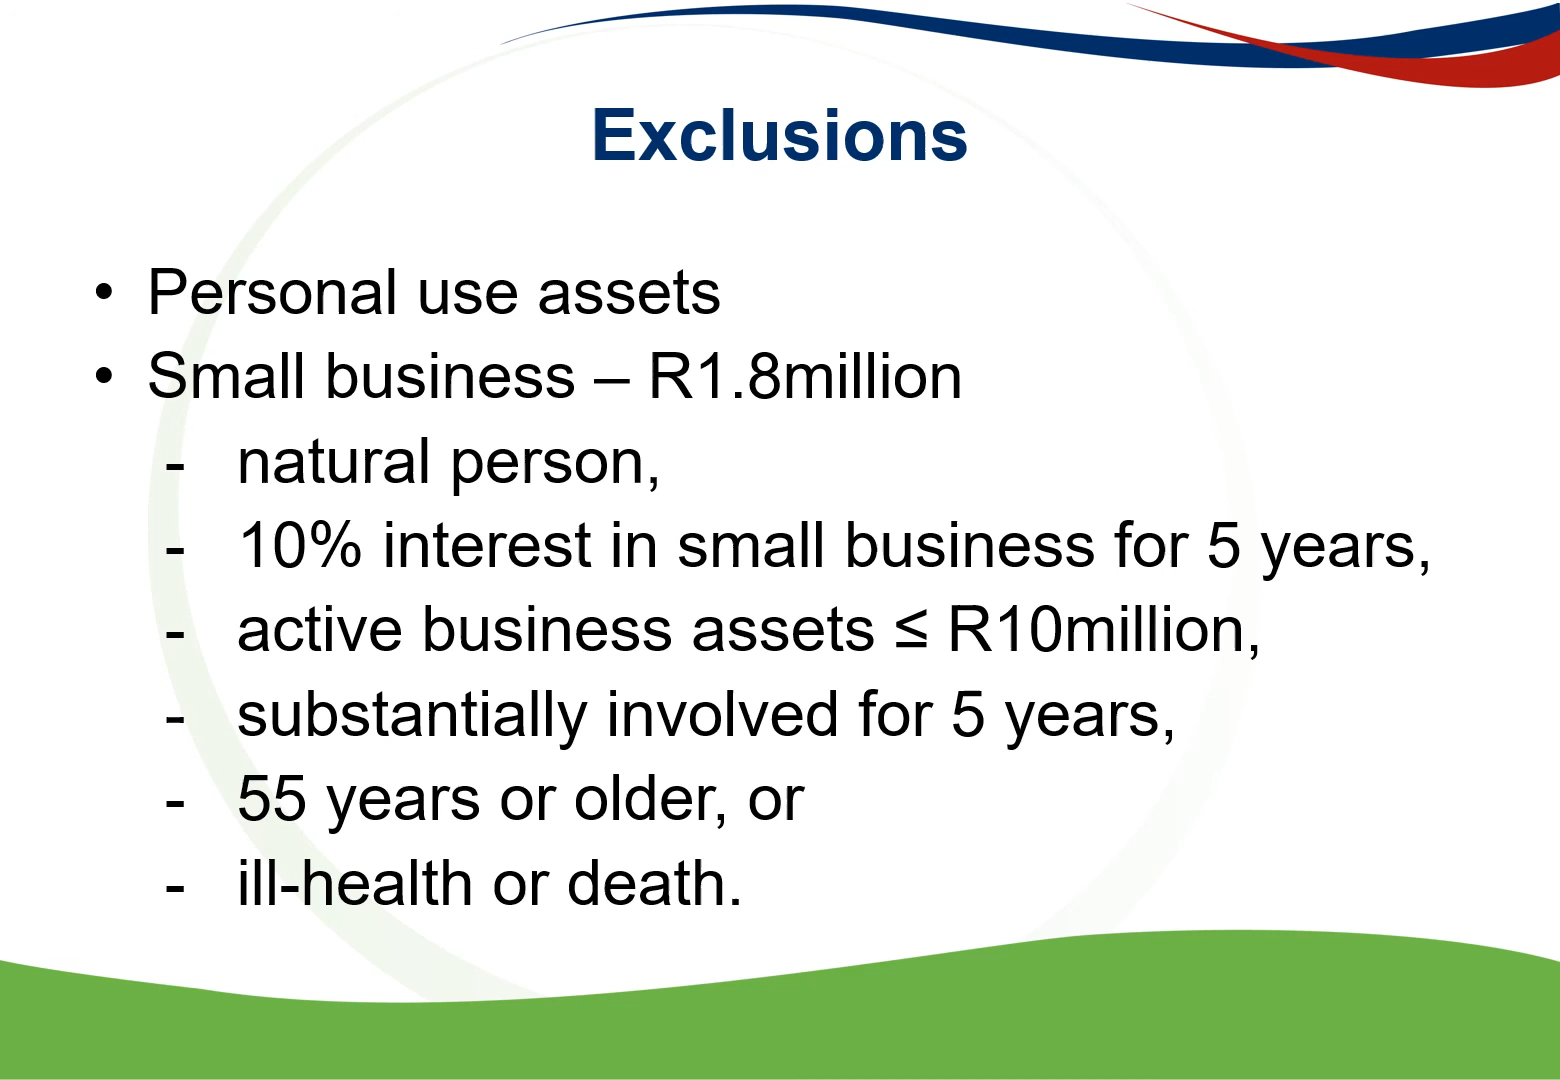 Exclusions
• Personal use assets
• Small business – R1.8million
- natural person,
- 10% interest in small business for 5 years,
- active business assets ≤ R10million,
- substantially involved for 5 years,
- 55 years or older, or
- ill-health or death.